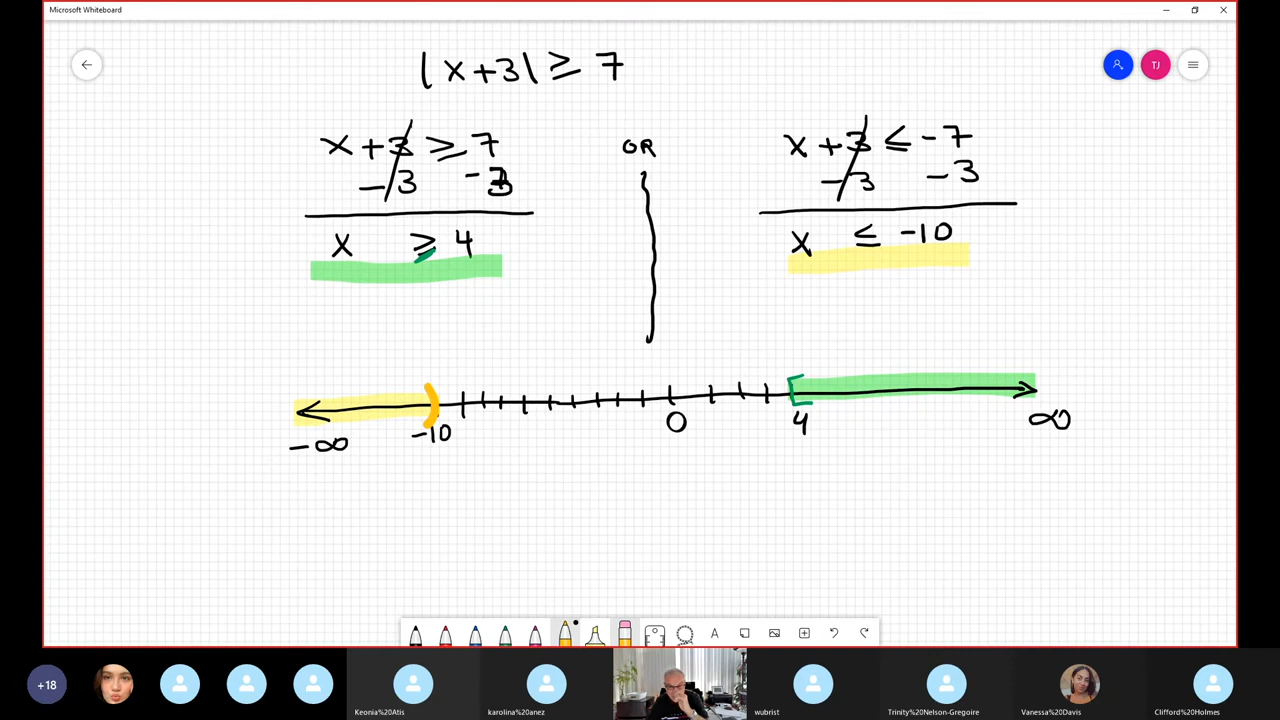 Microsoft Whiteboard
|x+3| ≥ 7
TJ
x + 3 ≥ 7
- 3 - 3
x ≥ 4
OR
x + 3 ≤ -7
- 3 - 3
x ≤ -10
-∞
-10
0
4
∞
A
+18
Keonia%20Atis
karolina%20anez
wubrist
Trinity%20Nelson-Gregoire
Vanessa%20Davis
Clifford%20Holmes